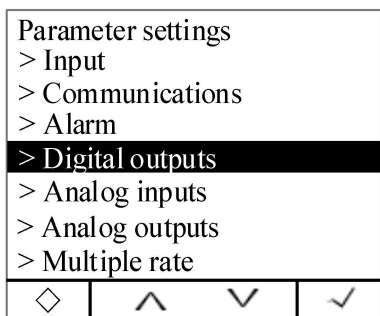 Parameter settings
> Input
> Communications
> Alarm
> Digital outputs
> Analog inputs
> Analog outputs
> Multiple rate